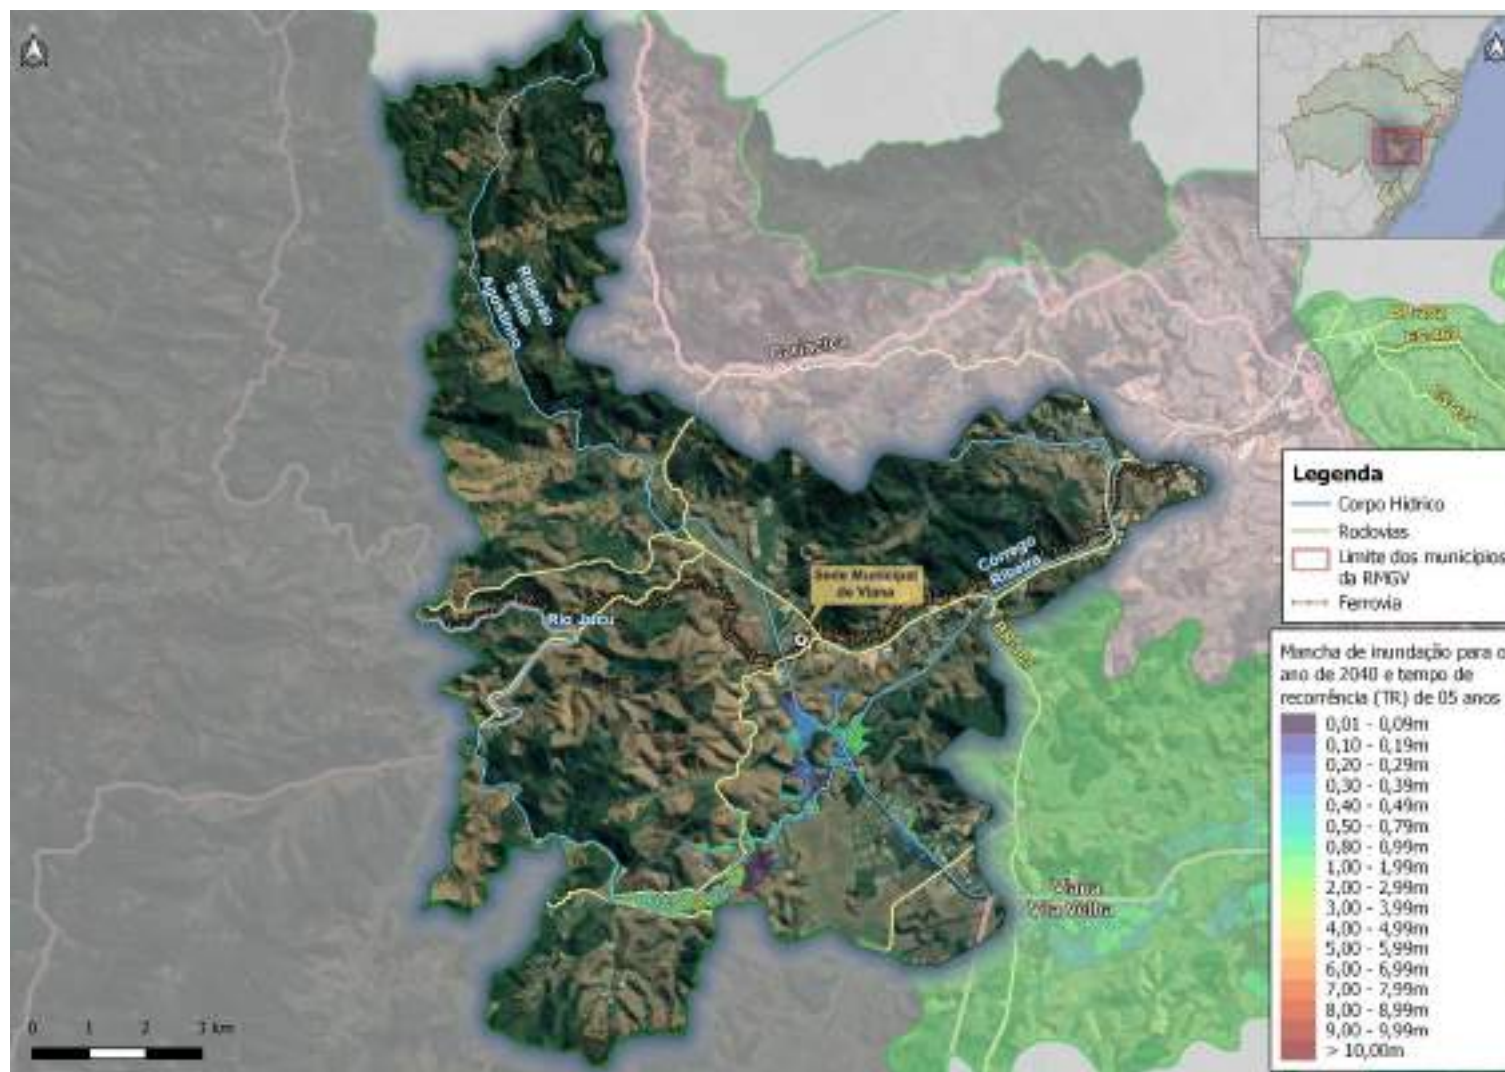 Ribeirão
Santo
Agostinho
Cariacica
Córrego
Ribeira
Sede Municipal
de Viana
Rio Jucu
Viana
Vila Velha
0 1 2 3 km
Legenda
Corpo Hídrico
Rodovias
Limite dos municípios
da RMGV
Ferrovia
Mancha de inundação para o
ano de 2040 e tempo de
recorrência (TR) de 05 anos
0,01 - 0,09m
0,10 - 0,19m
0,20 - 0,29m
0,30 - 0,39m
0,40 - 0,49m
0,50 - 0,79m
0,80 - 0,99m
1,00 - 1,99m
2,00 - 2,99m
3,00 - 3,99m
4,00 - 4,99m
5,00 - 5,99m
6,00 - 6,99m
7,00 - 7,99m
8,00 - 8,99m
9,00 - 9,99m
> 10,00m